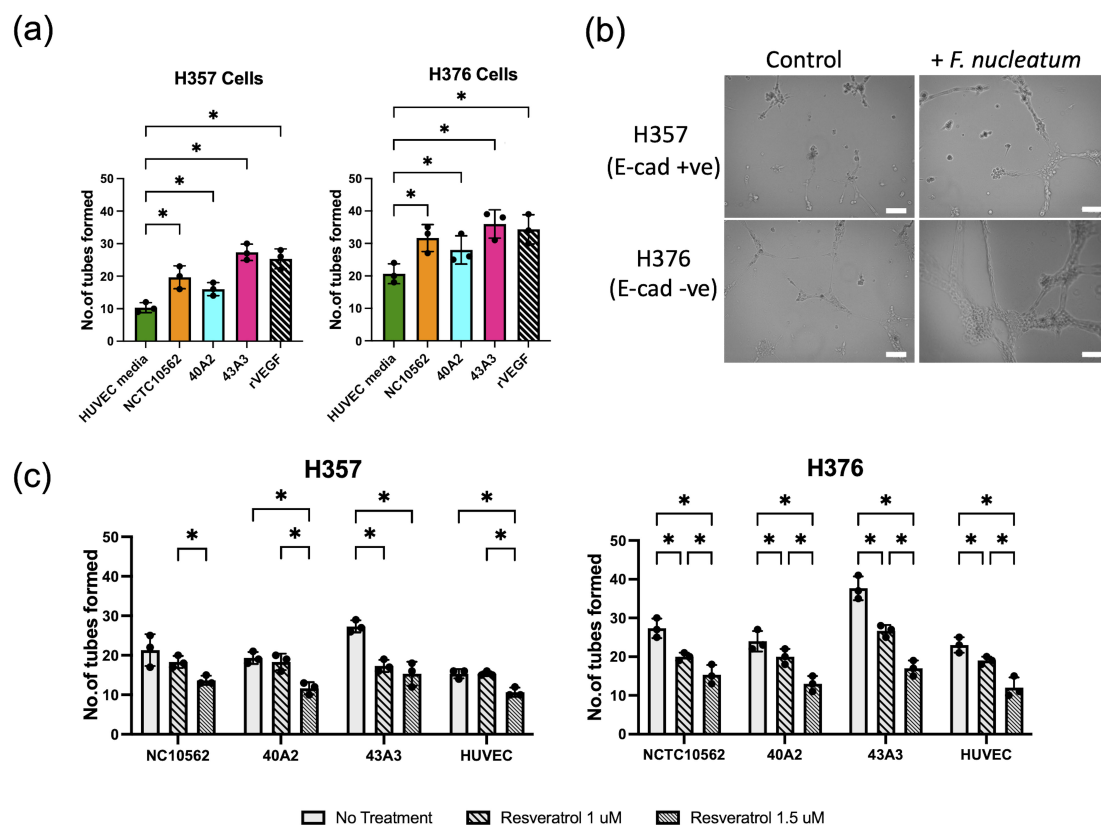 (a)
H357 Cells
*
*
*
*
No.of tubes formed
50
40
30
20
10
0
HUVEC media
NCTC10562
40A2
43A3
rVEGF
H376 Cells
*
*
*
*
No.of tubes formed
50
40
30
20
10
0
HUVEC media
NC10562
40A2
43A3
rVEGF
(b)
Control
+ F. nucleatum
H357
(E-cad +ve)
H376
(E-cad -ve)
(c)
H357
* * *
* * * *
No.of tubes formed
50
40
30
20
10
0
NC10562
40A2
43A3
HUVEC
H376
* * * *
* * * * * * * *
No.of tubes formed
50
40
30
20
10
0
NCTC10562
40A2
43A3
HUVEC
No Treatment
Resveratrol 1 uM
Resveratrol 1.5 uM